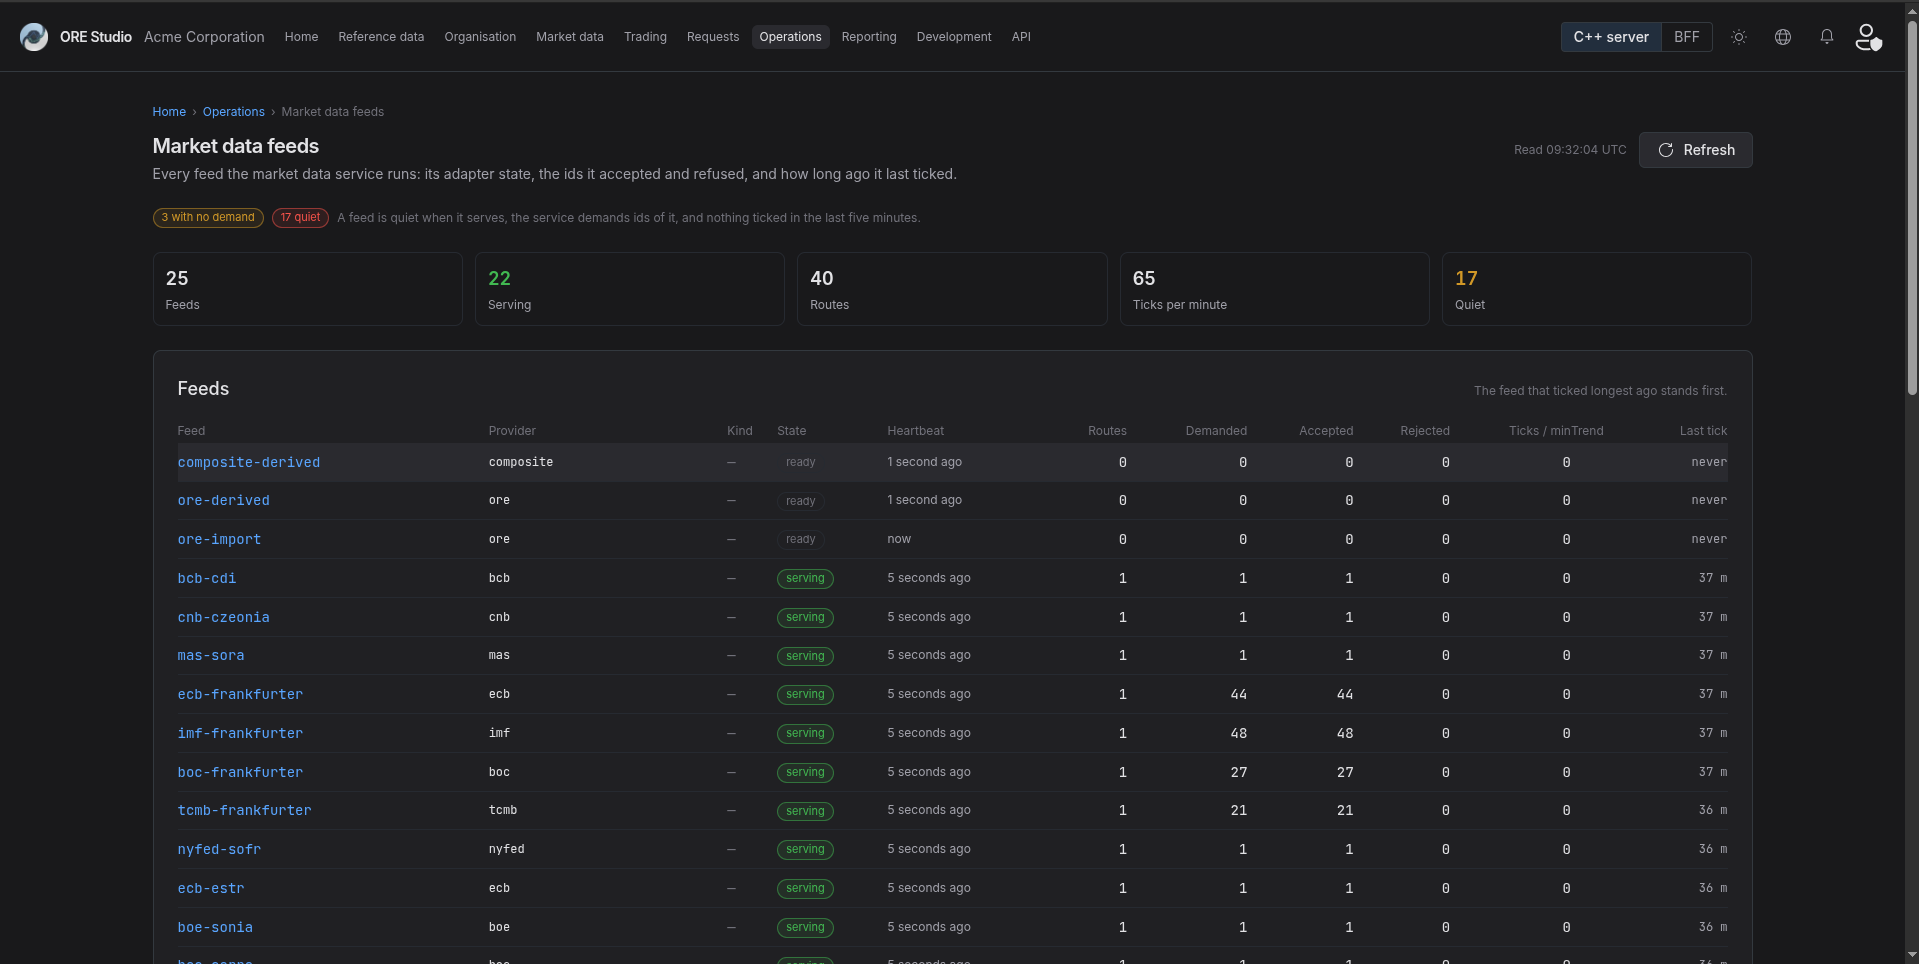 ORE Studio Acme Corporation Home Reference data Organisation Market data Trading Requests Operations Reporting Development API C++ server BFF
Home › Operations › Market data feeds
Market data feeds
Read 09:32:04 UTC Refresh
Every feed the market data service runs: its adapter state, the ids it accepted and refused, and how long ago it last ticked.
3 with no demand 17 quiet A feed is quiet when it serves, the service demands ids of it, and nothing ticked in the last five minutes.
25 22 40 65 17
Feeds Serving Routes Ticks per minute Quiet
Feeds The feed that ticked longest ago stands first.
Feed Provider Kind State Heartbeat Routes Demanded Accepted Rejected Ticks / min Trend Last tick
composite-derived composite — ready 1 second ago 0 0 0 0 0 never
ore-derived ore — ready 1 second ago 0 0 0 0 0 never
ore-import ore — ready now 0 0 0 0 0 never
bcb-cdi bcb — serving 5 seconds ago 1 1 1 0 0 37 m
cnb-czeonia cnb — serving 5 seconds ago 1 1 1 0 0 37 m
mas-sora mas — serving 5 seconds ago 1 1 1 0 0 37 m
ecb-frankfurter ecb — serving 5 seconds ago 1 44 44 0 0 37 m
imf-frankfurter imf — serving 5 seconds ago 1 48 48 0 0 37 m
boc-frankfurter boc — serving 5 seconds ago 1 27 27 0 0 37 m
tcmb-frankfurter tcmb — serving 5 seconds ago 1 21 21 0 0 36 m
nyfed-sofr nyfed — serving 5 seconds ago 1 1 1 0 0 36 m
ecb-estr ecb — serving 5 seconds ago 1 1 1 0 0 36 m
boe-sonia boe — serving 5 seconds ago 1 1 1 0 0 36 m